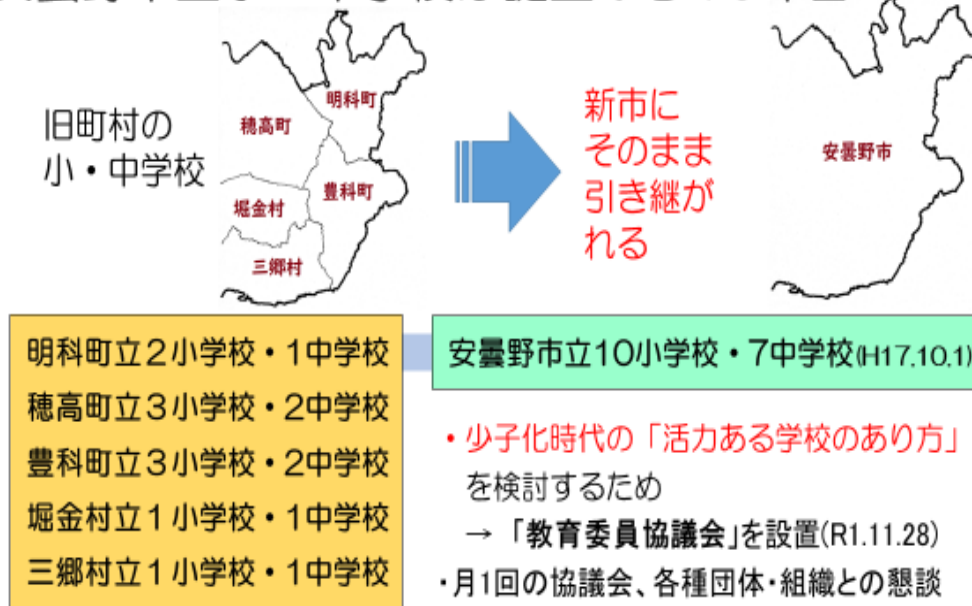 旧町村の
小・中学校
明科町
穂高町
豊科町
堀金村
三郷村
新市に
そのまま
引き継が
れる
安曇野市
明科町立2小学校・1中学校
穂高町立3小学校・2中学校
豊科町立3小学校・2中学校
堀金村立1小学校・1中学校
三郷村立1小学校・1中学校
安曇野市立10小学校・7中学校(H17.10.1)
・少子化時代の「活力ある学校のあり方」
を検討するため
→「教育委員協議会」を設置(R1.11.28)
・月1回の協議会、各種団体・組織との懇談